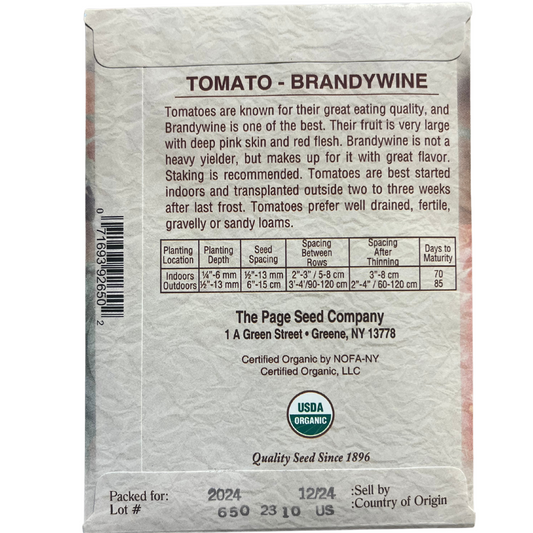 TOMATO - BRANDYWINE
Tomatoes are known for their great eating quality, and
Brandywine is one of the best. Their fruit is very large
with deep pink skin and red flesh. Brandywine is not a
heavy yielder, but makes up for it with great flavor.
Staking is recommended. Tomatoes are best started
indoors and transplanted outside two to three weeks
after last frost. Tomatoes prefer well drained, fertile,
gravelly or sandy loams.
Planting Location | Planting Depth | Seed Spacing | Spacing Between Rows | Spacing After Thinning | Days to Maturity
Indoors | ¼"-6 mm | ½"-13 mm | 2"-3" / 5-8 cm | 3"-8 cm | 70
Outdoors | ½"-13 mm | 6"-15 cm | 3'-4'/90-120 cm | 2"-4" / 60-120 cm | 85
0 71693 92650 2
The Page Seed Company
1 A Green Street • Greene, NY 13778
Certified Organic by NOFA-NY
Certified Organic, LLC
USDA
ORGANIC
Quality Seed Since 1896
Packed for: 2024 12/24 :Sell by
Lot # 650 2310 US :Country of Origin